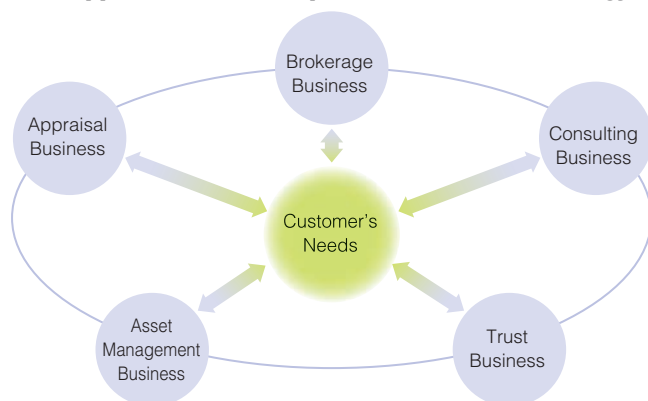 Brokerage
Business
Appraisal
Business
Consulting
Business
Customer's
Needs
Asset
Management
Business
Trust
Business